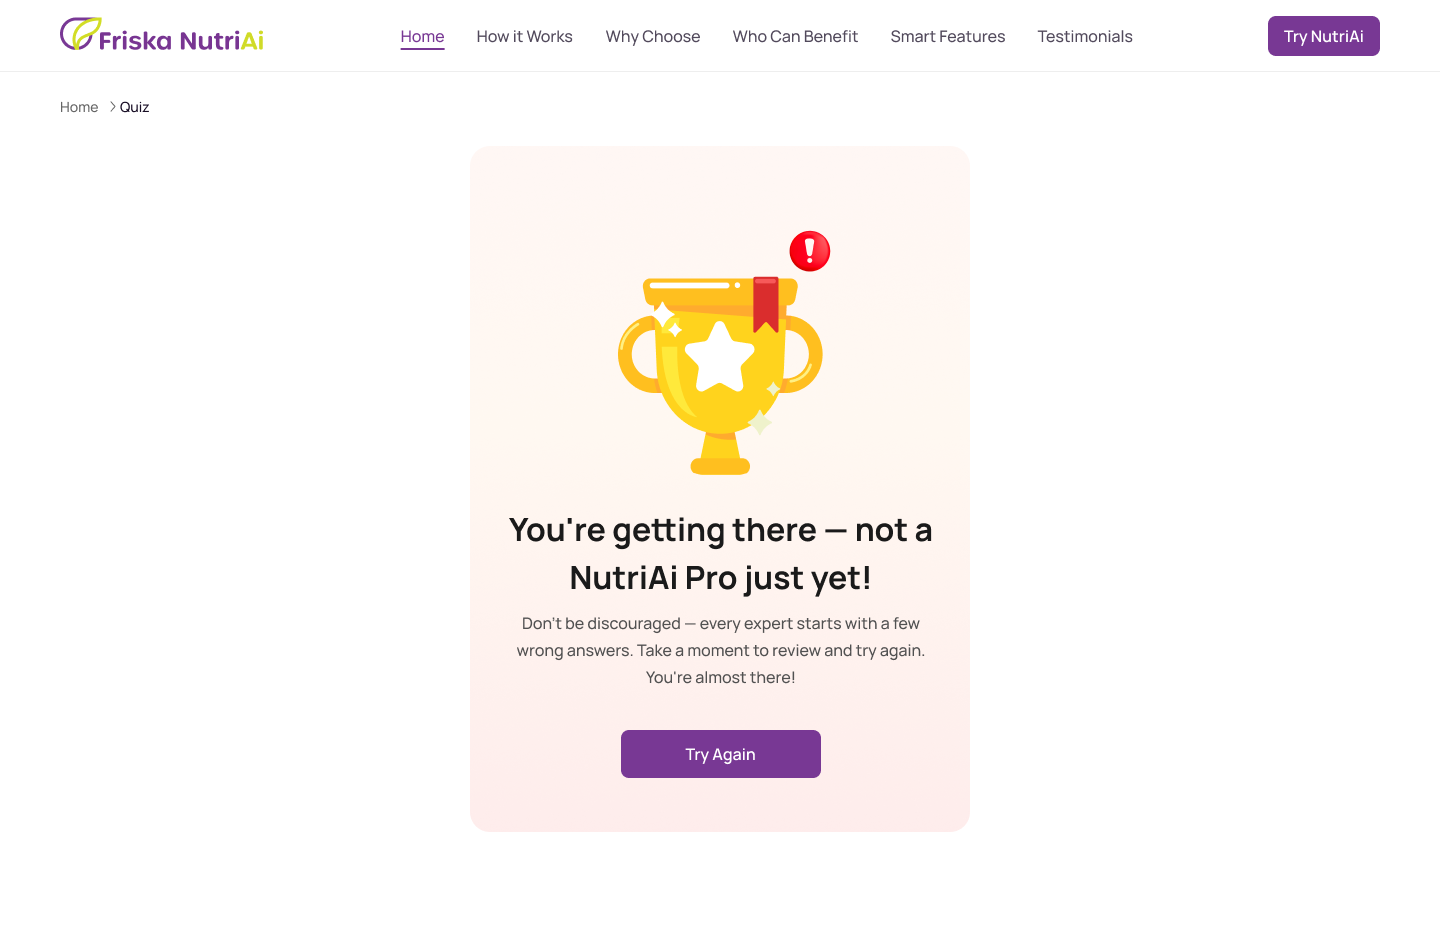 Friska NutriAi
Home
How it Works
Why Choose
Who Can Benefit
Smart Features
Testimonials
Try NutriAi
Home > Quiz
You're getting there — not a
NutriAi Pro just yet!
Don't be discouraged — every expert starts with a few
wrong answers. Take a moment to review and try again.
You're almost there!
Try Again